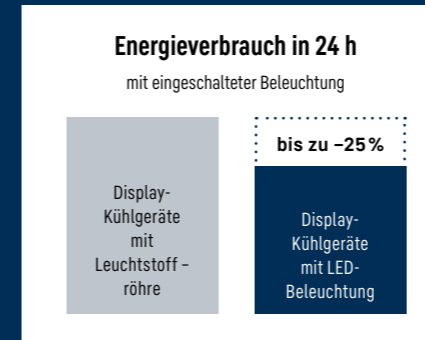 Energieverbrauch in 24 h
mit eingeschalteter Beleuchtung
Display-
Kühlgeräte
mit
Leuchtstoff –
röhre
bis zu –25 %
Display-
Kühlgeräte
mit LED-
Beleuchtung